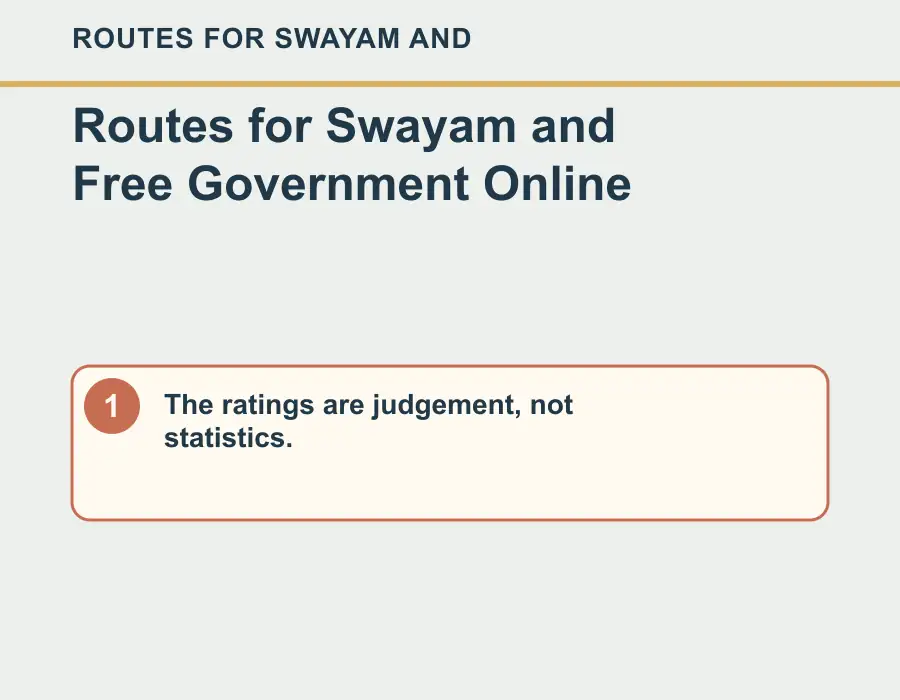 ROUTES FOR SWAYAM AND
Routes for Swayam and
Free Government Online
1
The ratings are judgement, not
statistics.